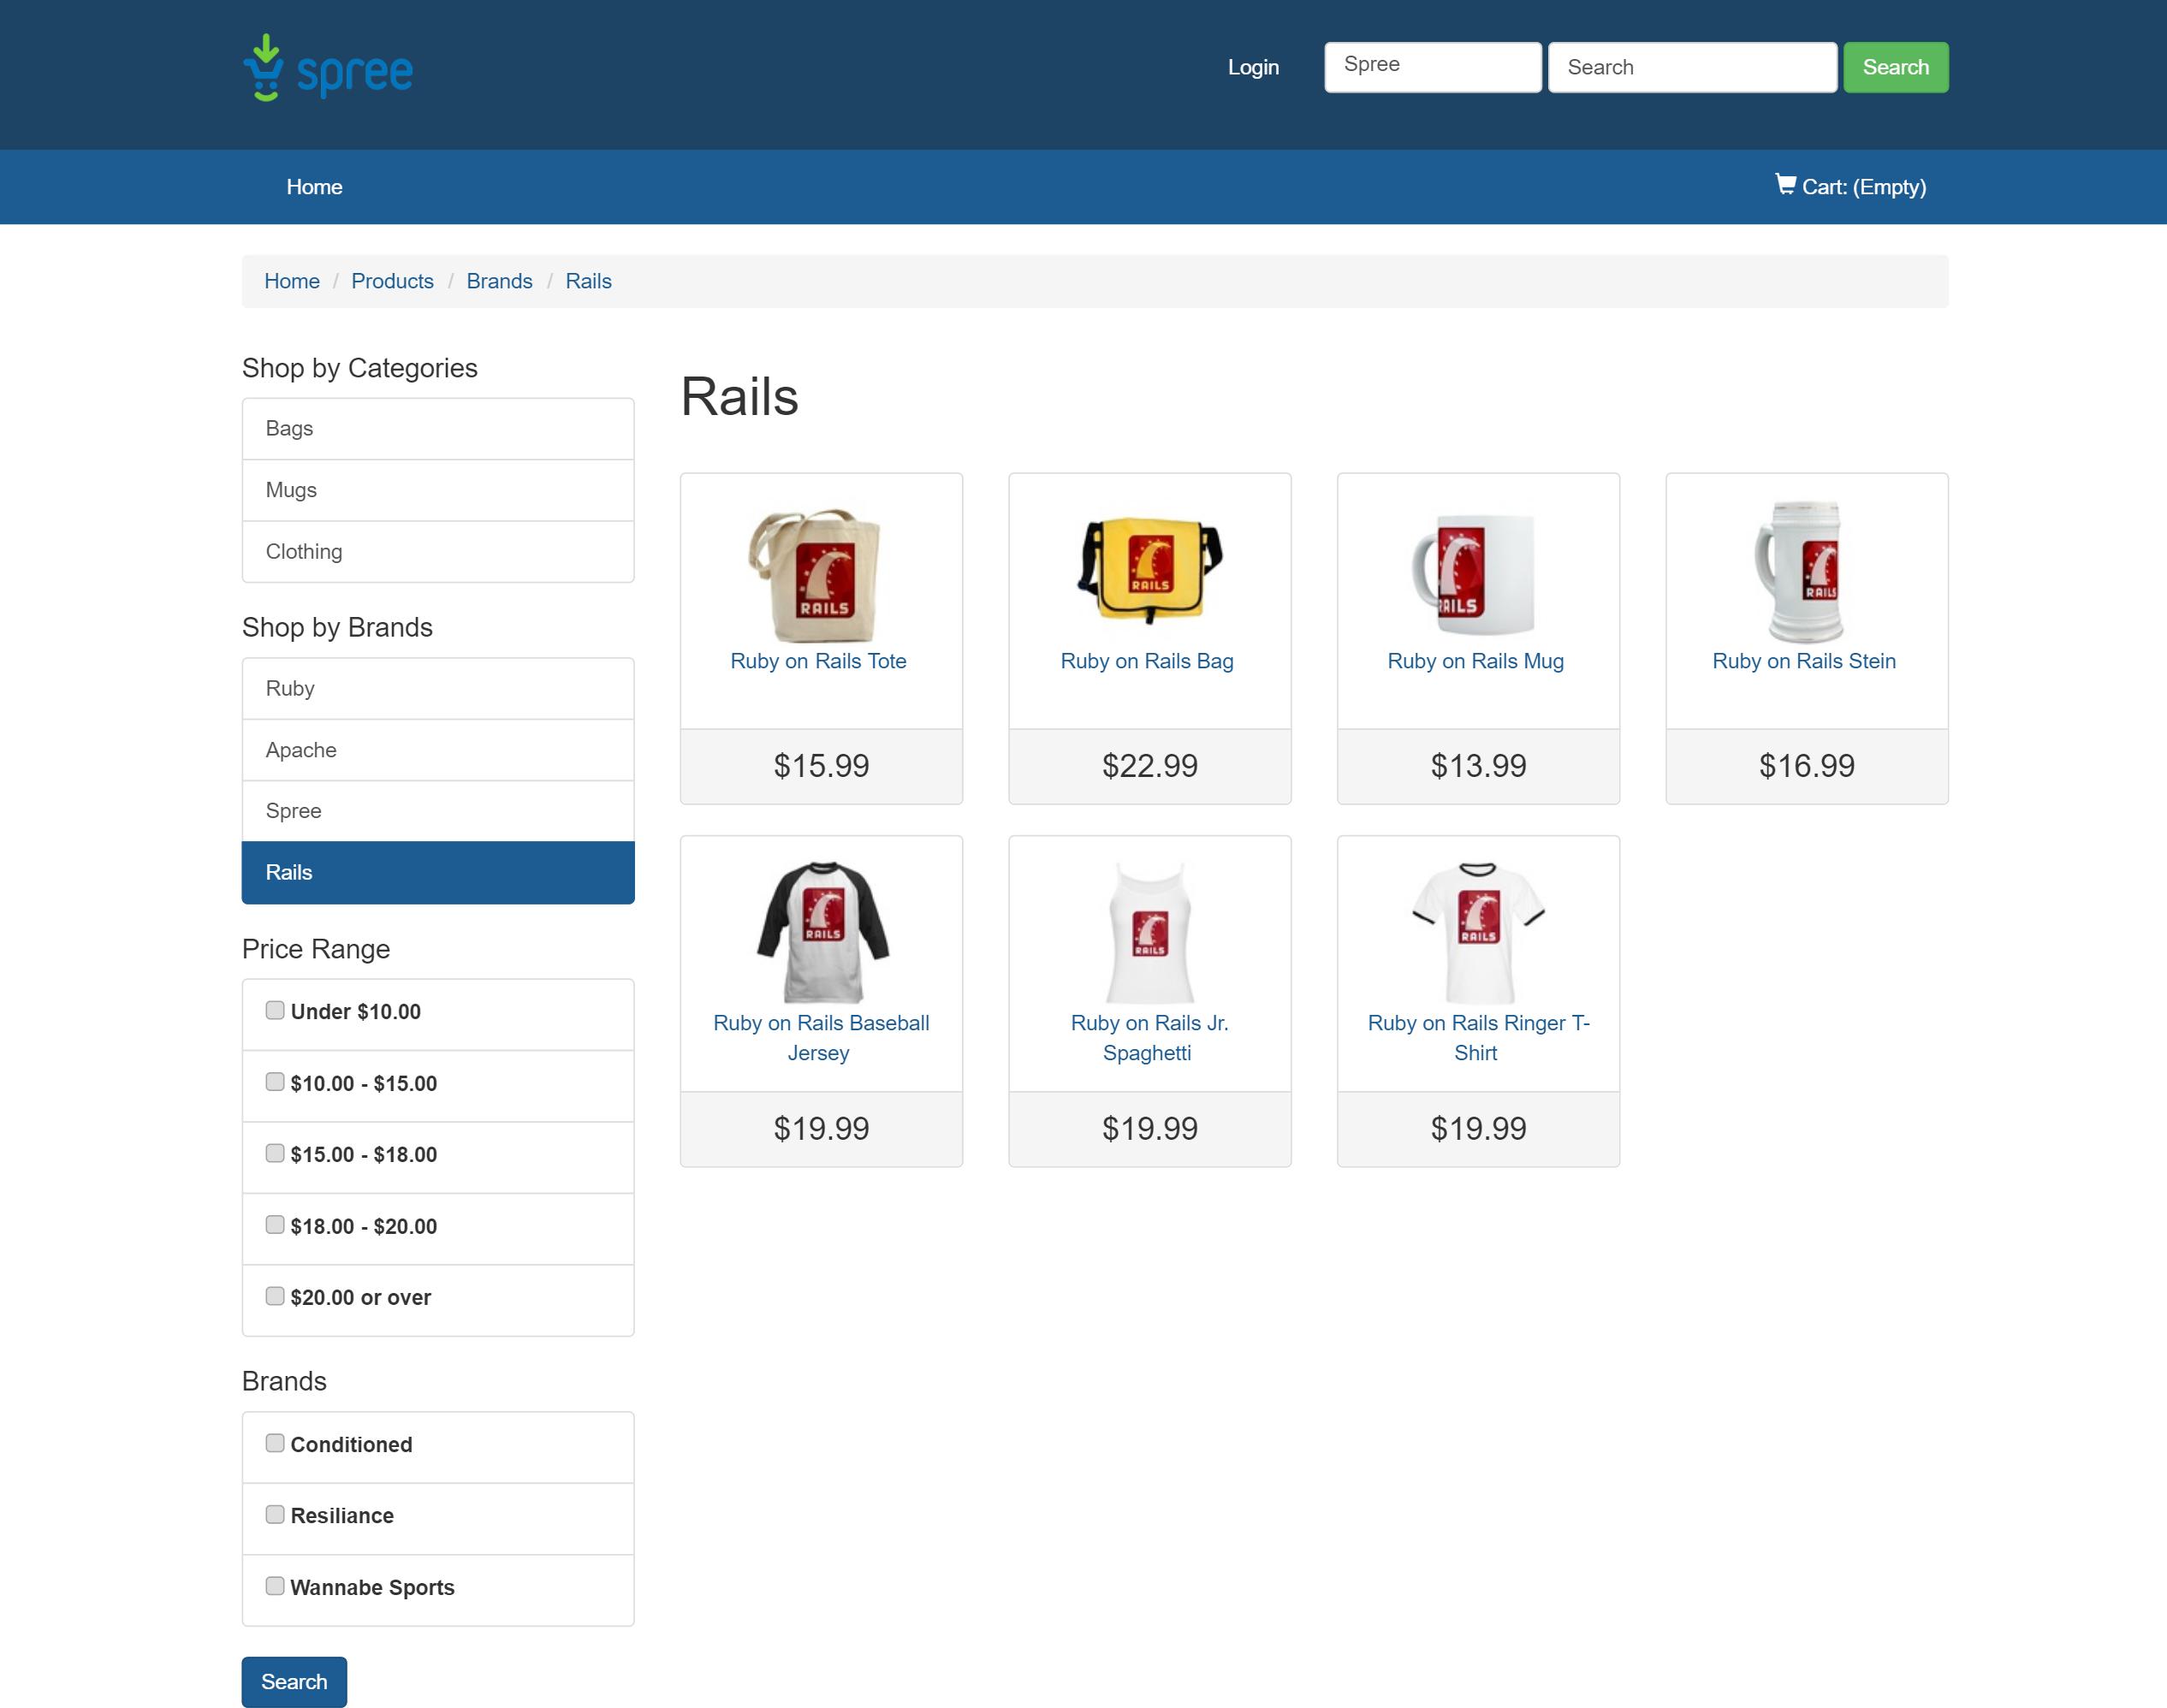 spree
Login
Spree
Search
Search
Home
Cart: (Empty)
Home / Products / Brands / Rails
Shop by Categories
Bags
Mugs
Clothing
Shop by Brands
Ruby
Apache
Spree
Rails
Price Range
Under $10.00
$10.00 - $15.00
$15.00 - $18.00
$18.00 - $20.00
$20.00 or over
Brands
Conditioned
Resiliance
Wannabe Sports
Search
Rails
RAILS
Ruby on Rails Tote
$15.99
RAILS
Ruby on Rails Bag
$22.99
RAILS
Ruby on Rails Mug
$13.99
RAILS
Ruby on Rails Stein
$16.99
RAILS
Ruby on Rails Baseball
Jersey
$19.99
RAILS
Ruby on Rails Jr.
Spaghetti
$19.99
RAILS
Ruby on Rails Ringer T-
Shirt
$19.99